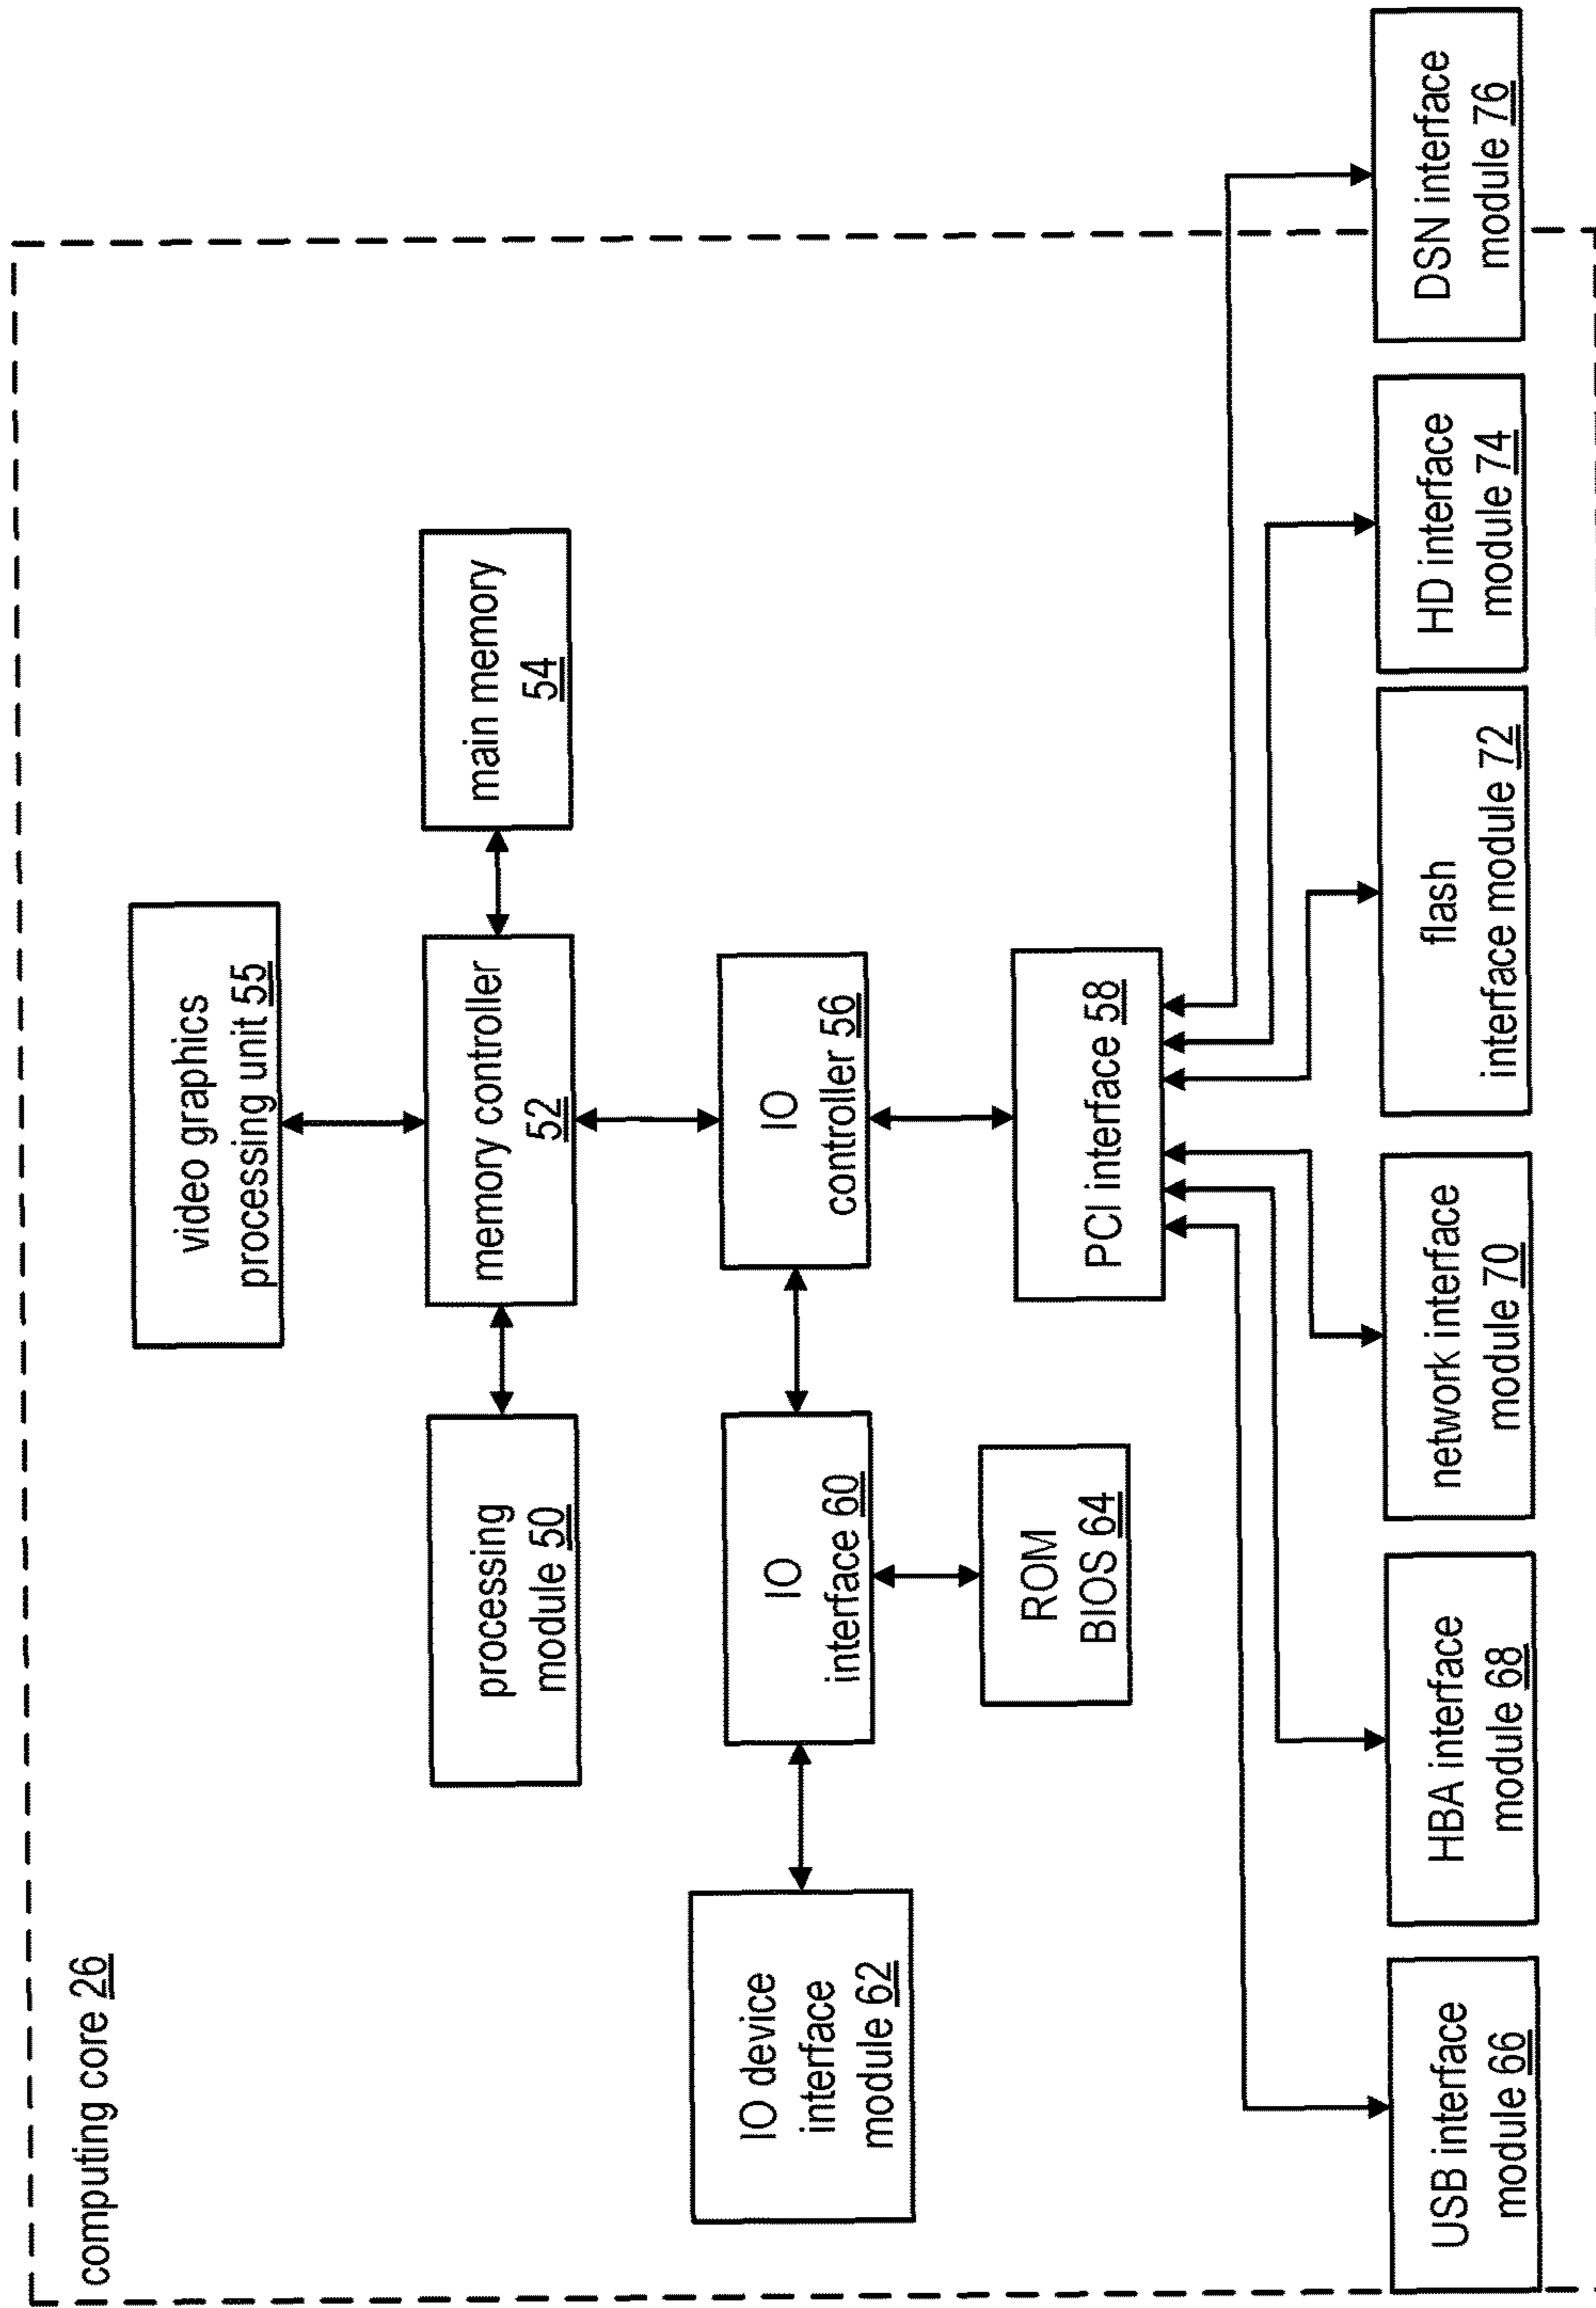 computing core 26
video graphics
processing unit 55
processing
module 50
memory controller
52
main memory
54
IO device
interface
module 62
IO
interface 60
IO
controller 56
ROM
BIOS 64
PCI interface 58
USB interface
module 66
HBA interface
module 68
network interface
module 70
flash
interface module 72
HD interface
module 74
DSN interface
module 76